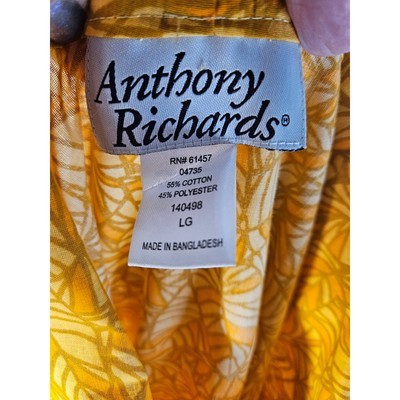 Anthony
Richards®
RN# 61457
04735
55% COTTON
45% POLYESTER
140498
LG
MADE IN BANGLADESH